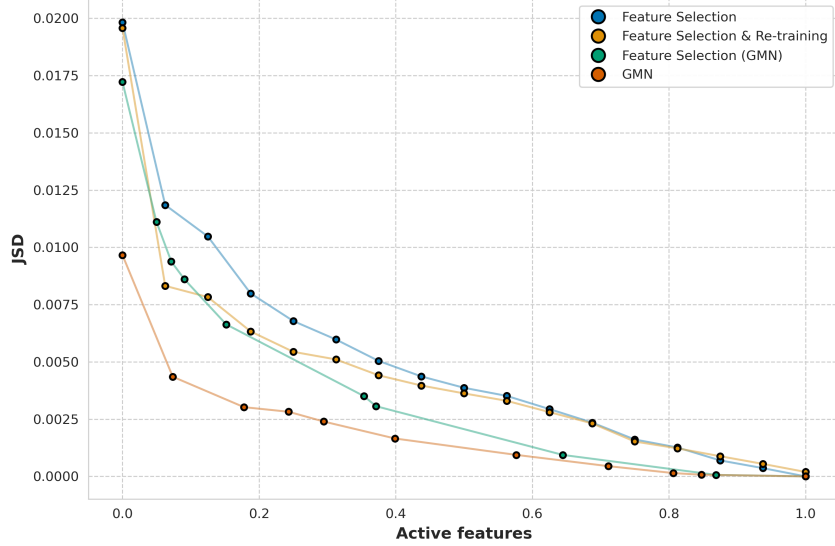 0.0200
0.0175
0.0150
0.0125
0.0100
0.0075
0.0050
0.0025
0.0000
JSD
0.0
0.2
0.4
0.6
0.8
1.0
Active features
Feature Selection
Feature Selection & Re-training
Feature Selection (GMN)
GMN